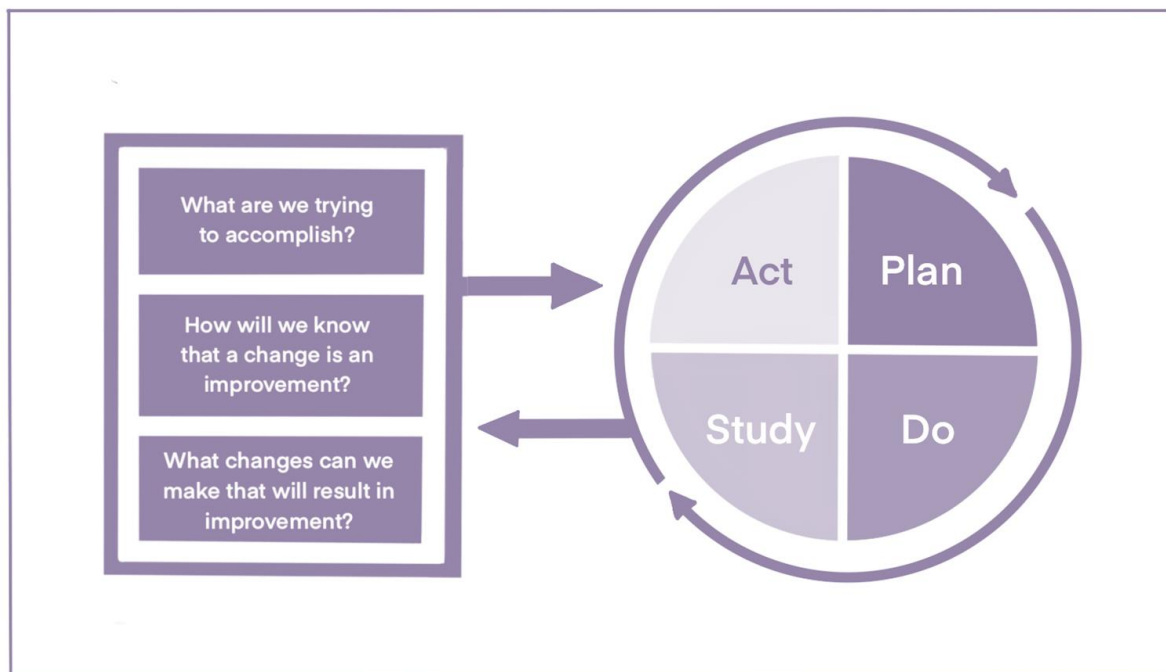 What are we trying
to accomplish?
How will we know
that a change is an
improvement?
What changes can we
make that will result in
improvement?
Act
Plan
Study
Do